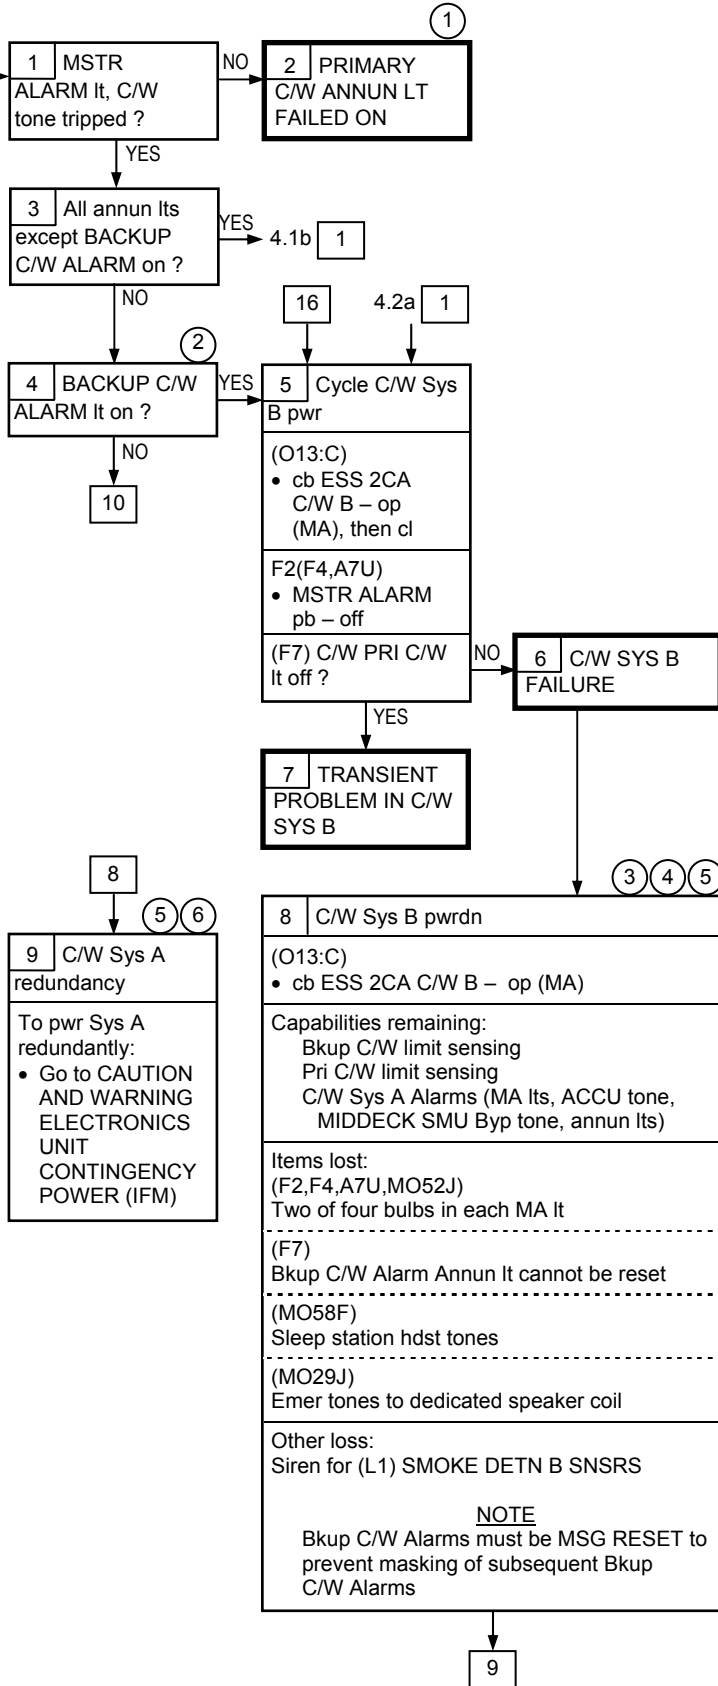 1
1 MSTR
ALARM lt, C/W
tone tripped ?
NO
2 PRIMARY
C/W ANNUN LT
FAILED ON
YES
3 All annun lts
except BACKUP
C/W ALARM on ?
YES
4.1b 1
NO
2
4 BACKUP C/W
ALARM lt on ?
YES
NO
10
16
4.2a 1
5 Cycle C/W Sys
B pwr
(O13:C)
• cb ESS 2CA
C/W B – op
(MA), then cl
F2(F4,A7U)
• MSTR ALARM
pb – off
(F7) C/W PRI C/W
lt off ?
NO
6 C/W SYS B
FAILURE
YES
7 TRANSIENT
PROBLEM IN C/W
SYS B
8
5 6
9 C/W Sys A
redundancy
To pwr Sys A
redundantly:
• Go to CAUTION
AND WARNING
ELECTRONICS
UNIT
CONTINGENCY
POWER (IFM)
3 4 5
8 C/W Sys B pwrdn
(O13:C)
• cb ESS 2CA C/W B – op (MA)
Capabilities remaining:
Bkup C/W limit sensing
Pri C/W limit sensing
C/W Sys A Alarms (MA lts, ACCU tone,
MIDDECK SMU Byp tone, annun lts)
Items lost:
(F2,F4,A7U,MO52J)
Two of four bulbs in each MA lt
(F7)
Bkup C/W Alarm Annun lt cannot be reset
(MO58F)
Sleep station hdst tones
(MO29J)
Emer tones to dedicated speaker coil
Other loss:
Siren for (L1) SMOKE DETN B SNSRS
NOTE
Bkup C/W Alarms must be MSG RESET to
prevent masking of subsequent Bkup
C/W Alarms
9